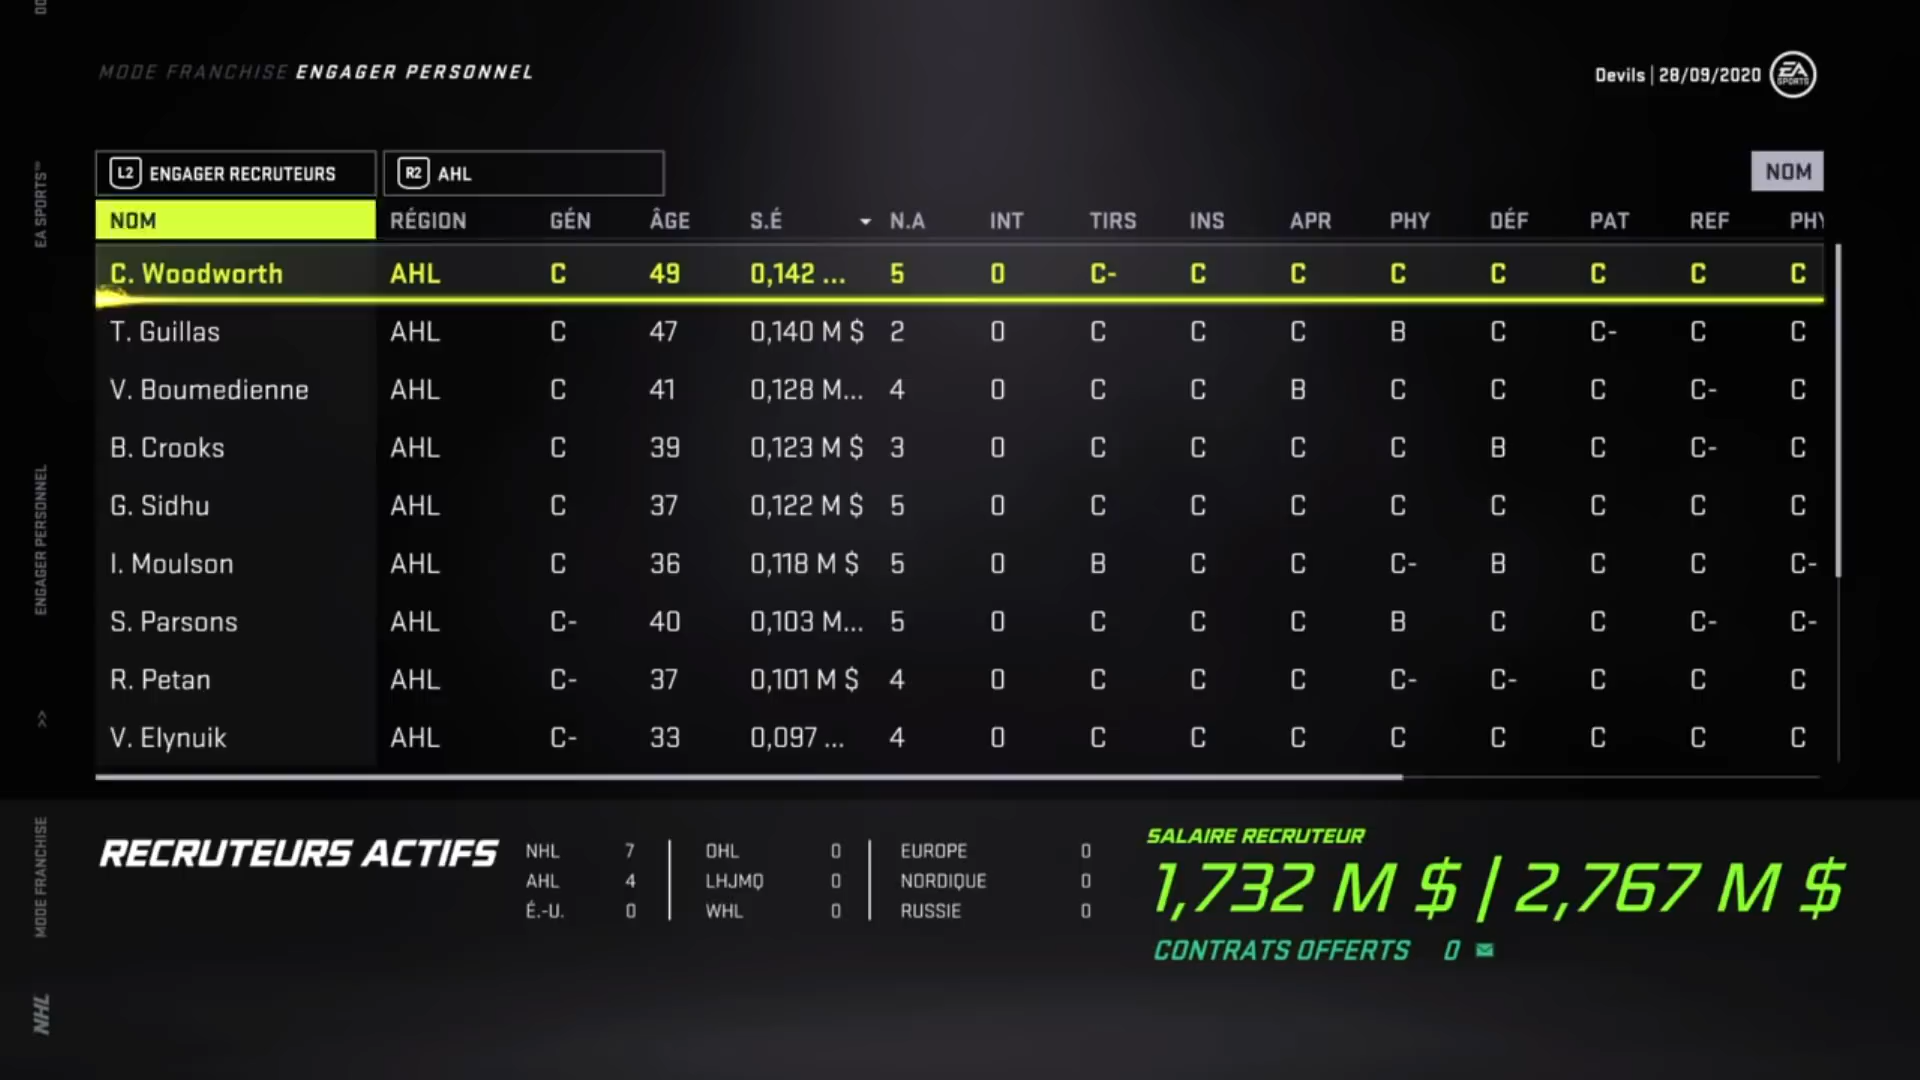 MODE FRANCHISE ENGAGER PERSONNEL
Devils | 28/09/2020 EA SPORTS
L2 ENGAGER RECRUTEURS R2 AHL NOM
NOM RÉGION GÉN ÂGE S.É N.A INT TIRS INS APR PHY DÉF PAT REF PHY
C. Woodworth AHL C 49 0,142 ... 5 0 C- C C C C C C C
T. Guillas AHL C 47 0,140 M $ 2 0 C C C B C C- C C
V. Boumedienne AHL C 41 0,128 M... 4 0 C C B C C C C- C
B. Crooks AHL C 39 0,123 M $ 3 0 C C C C B C C- C
G. Sidhu AHL C 37 0,122 M $ 5 0 C C C C C C C C
I. Moulson AHL C 36 0,118 M $ 5 0 B C C C- B C C C-
S. Parsons AHL C- 40 0,103 M... 5 0 C C C B C C C- C-
R. Petan AHL C- 37 0,101 M $ 4 0 C C C C- C- C C C
V. Elynuik AHL C- 33 0,097 ... 4 0 C C C C C C C C
RECRUTEURS ACTIFS
NHL 7 OHL 0 EUROPE 0
AHL 4 LHJMQ 0 NORDIQUE 0
É.-U. 0 WHL 0 RUSSIE 0
SALAIRE RECRUTEUR
1,732 M $ | 2,767 M $
CONTRATS OFFERTS 0
EA SPORTS™
ENGAGER PERSONNEL
>>
MODE FRANCHISE
NHL